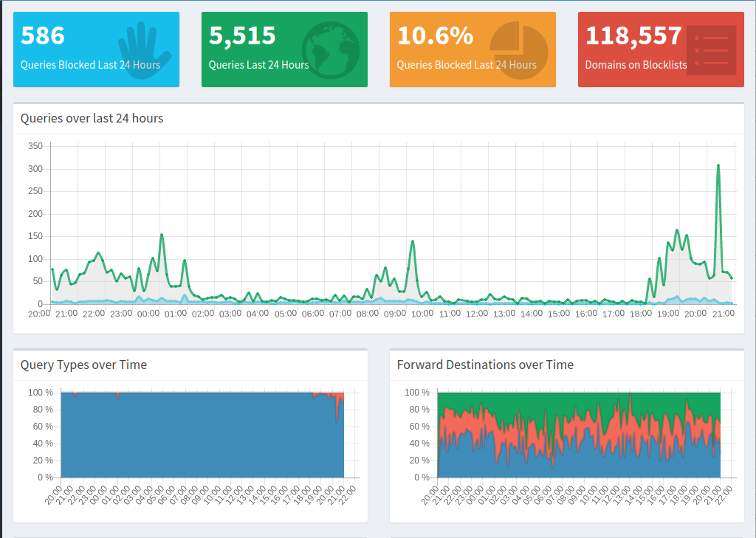 586
Queries Blocked Last 24 Hours
5,515
Queries Last 24 Hours
10.6%
Queries Blocked Last 24 Hours
118,557
Domains on Blocklists
Queries over last 24 hours
350
300
250
200
150
100
50
0
20:00 21:00 22:00 23:00 00:00 01:00 02:00 03:00 04:00 05:00 06:00 07:00 08:00 09:00 10:00 11:00 12:00 13:00 14:00 15:00 16:00 17:00 18:00 19:00 20:00 21:00
Query Types over Time
100 %
80 %
60 %
40 %
20 %
0 %
20:00 21:00 22:00 23:00 00:00 01:00 02:00 03:00 04:00 05:00 06:00 07:00 08:00 09:00 10:00 11:00 12:00 13:00 14:00 15:00 16:00 17:00 18:00 19:00 20:00 21:00 22:00
Forward Destinations over Time
100 %
80 %
60 %
40 %
20 %
0 %
20:00 21:00 22:00 23:00 00:00 01:00 02:00 03:00 04:00 05:00 06:00 07:00 08:00 09:00 10:00 11:00 12:00 13:00 14:00 15:00 16:00 17:00 18:00 19:00 20:00 21:00 22:00